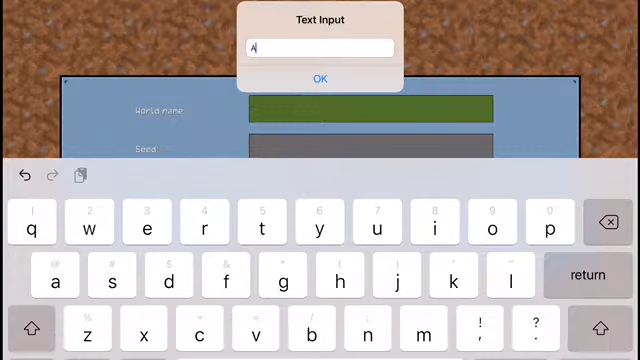 Text Input
A
OK
World name
Seed
1 2 3 4 5 6 7 8 9 0
q w e r t y u i o p
@ # $ & * ( ) ' "
a s d f g h j k l return
% - + = / ; : ! ?
z x c v b n m , .